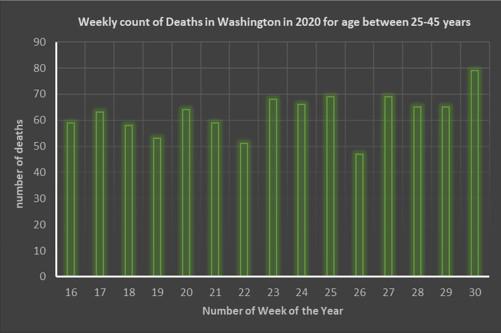 Weekly count of Deaths in Washington in 2020 for age between 25-45 years
90
80
70
60
50
40
30
20
10
0
number of deaths
16 17 18 19 20 21 22 23 24 25 26 27 28 29 30
Number of Week of the Year